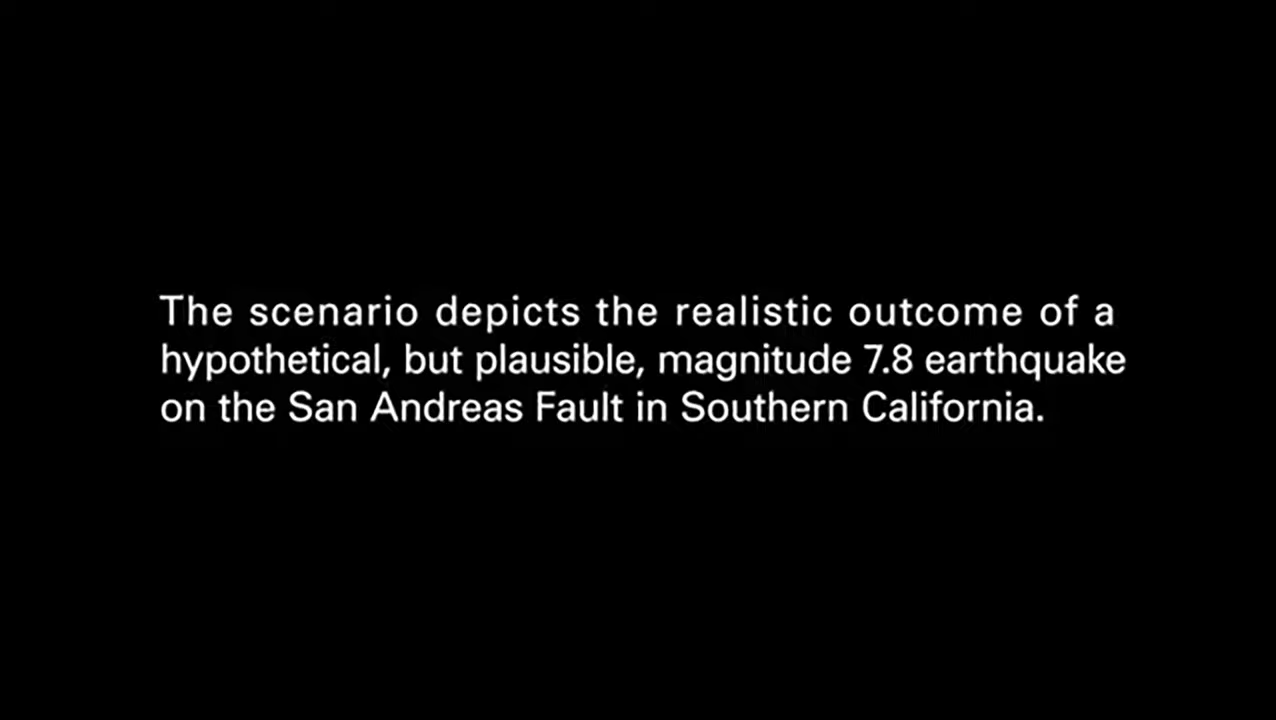 The scenario depicts the realistic outcome of a
hypothetical, but plausible, magnitude 7.8 earthquake
on the San Andreas Fault in Southern California.